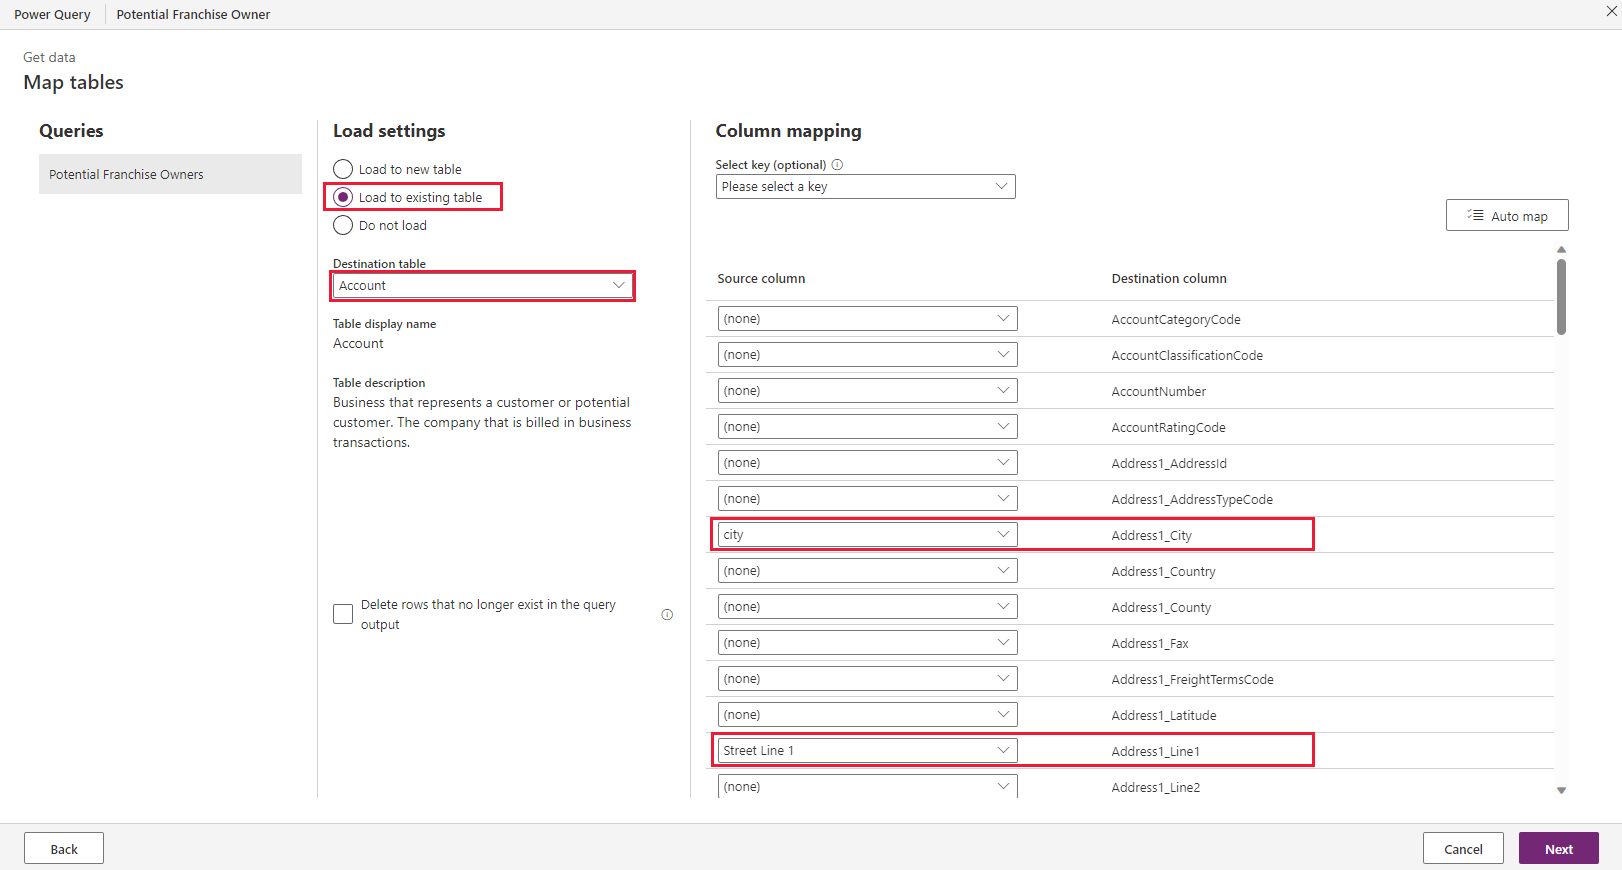 Power Query
Potential Franchise Owner
Get data
Map tables
Queries
Potential Franchise Owners
Load settings
Load to new table
Load to existing table
Do not load
Destination table
Account
Table display name
Account
Table description
Business that represents a customer or potential
customer. The company that is billed in business
transactions.
Delete rows that no longer exist in the query
output
Column mapping
Select key (optional)
Please select a key
Auto map
Source column Destination column
(none) AccountCategoryCode
(none) AccountClassificationCode
(none) AccountNumber
(none) AccountRatingCode
(none) Address1_AddressId
(none) Address1_AddressTypeCode
city Address1_City
(none) Address1_Country
(none) Address1_County
(none) Address1_Fax
(none) Address1_FreightTermsCode
(none) Address1_Latitude
Street Line 1 Address1_Line1
(none) Address1_Line2
Back
Cancel
Next